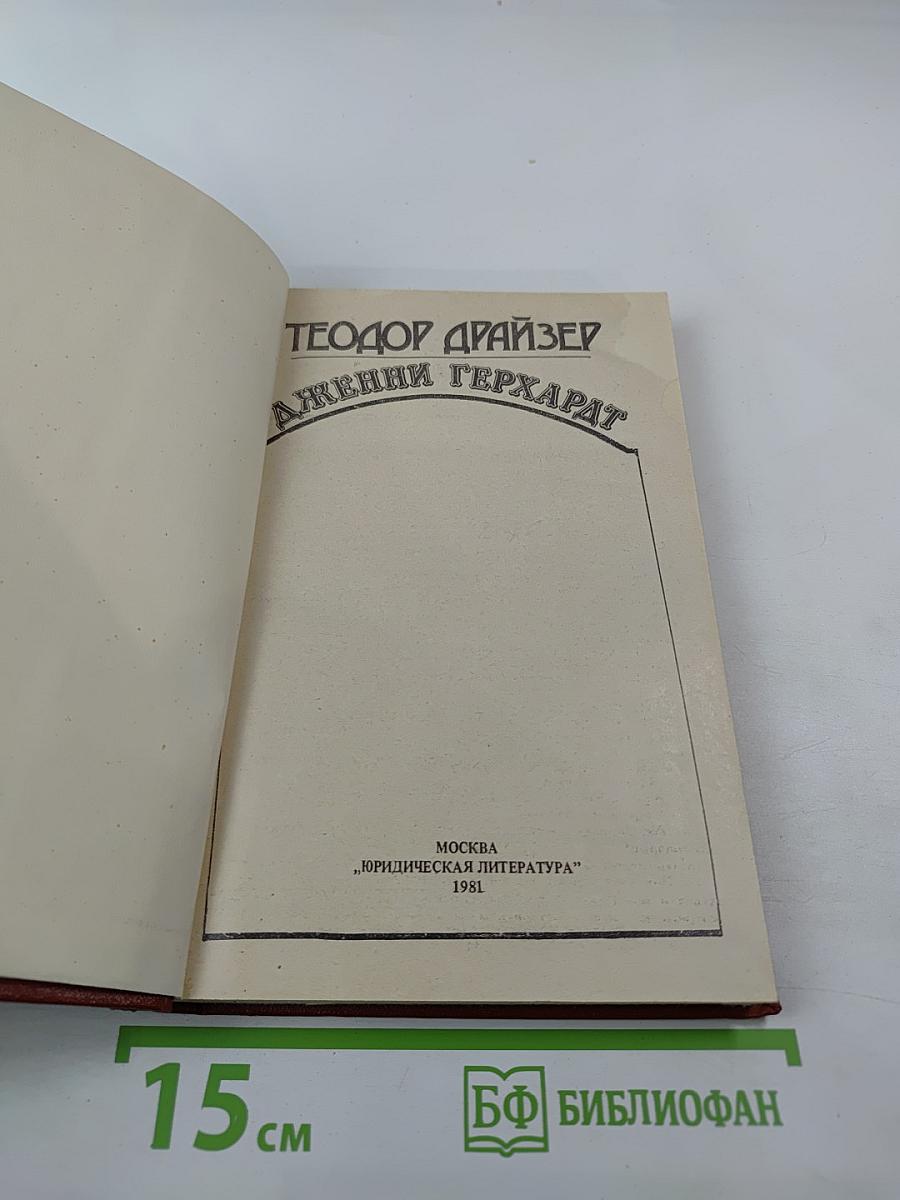 ТЕОДОР ДРАЙЗЕР
ДЖЕННИ ГЕРХАРДТ
МОСКВА
„ЮРИДИЧЕСКАЯ ЛИТЕРАТУРА”
1981
15 см
БФ БИБЛИОФАН